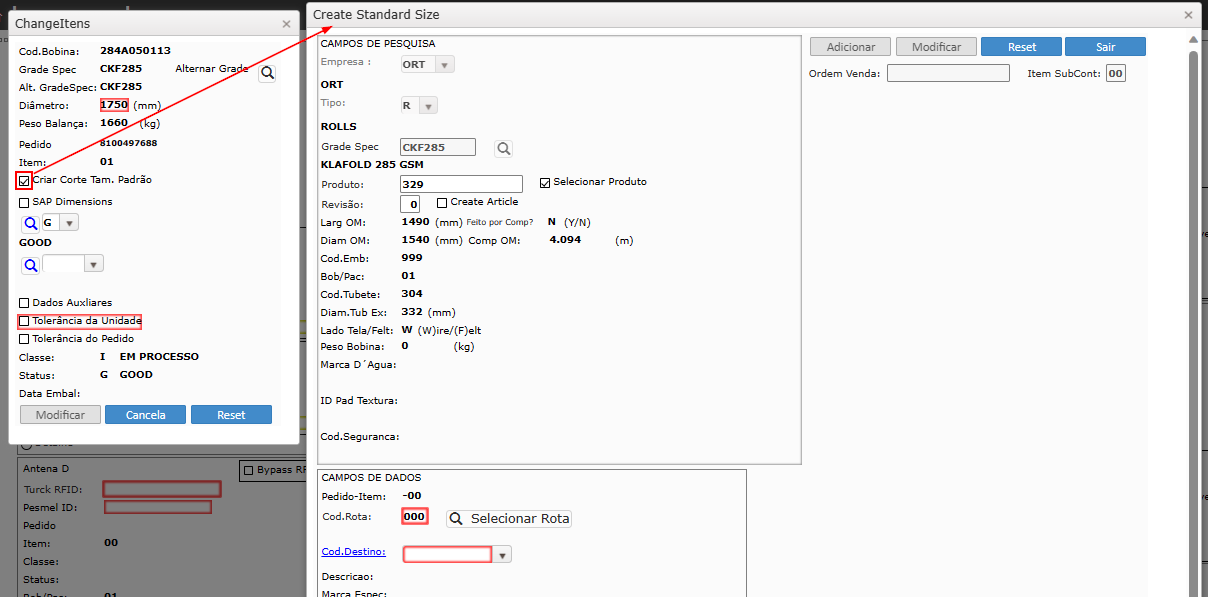 ChangeItens
Cod.Bobina: 284A050113
Grade Spec CKF285 Alternar Grade
Alt. GradeSpec: CKF285
Diâmetro: 1750 (mm)
Peso Balança: 1660 (kg)
Pedido 8100497688
Item: 01
Criar Corte Tam. Padrão
SAP Dimensions
G
GOOD
Dados Auxliares
Tolerância da Unidade
Tolerância do Pedido
Classe: I EM PROCESSO
Status: G GOOD
Data Embal:
Modificar Cancela Reset
Antena D Bypass RF
Turck RFID:
Pesmel ID:
Pedido
Item: 00
Classe:
Status:
Create Standard Size
CAMPOS DE PESQUISA
Empresa : ORT
ORT
Tipo: R
ROLLS
Grade Spec CKF285
KLAFOLD 285 GSM
Produto: 329 Selecionar Produto
Revisão: 0 Create Article
Larg OM: 1490 (mm) Feito por Comp? N (Y/N)
Diam OM: 1540 (mm) Comp OM: 4.094 (m)
Cod.Emb: 999
Bob/Pac: 01
Cod.Tubete: 304
Diam.Tub Ex: 332 (mm)
Lado Tela/Felt: W (W)ire/(F)elt
Peso Bobina: 0 (kg)
Marca D´Agua:
ID Pad Textura:
Cod.Seguranca:
CAMPOS DE DADOS
Pedido-Item: -00
Cod.Rota: 000 Selecionar Rota
Cod.Destino:
Descricao:
Marca Espec:
Adicionar Modificar Reset Sair
Ordem Venda: Item SubCont: 00